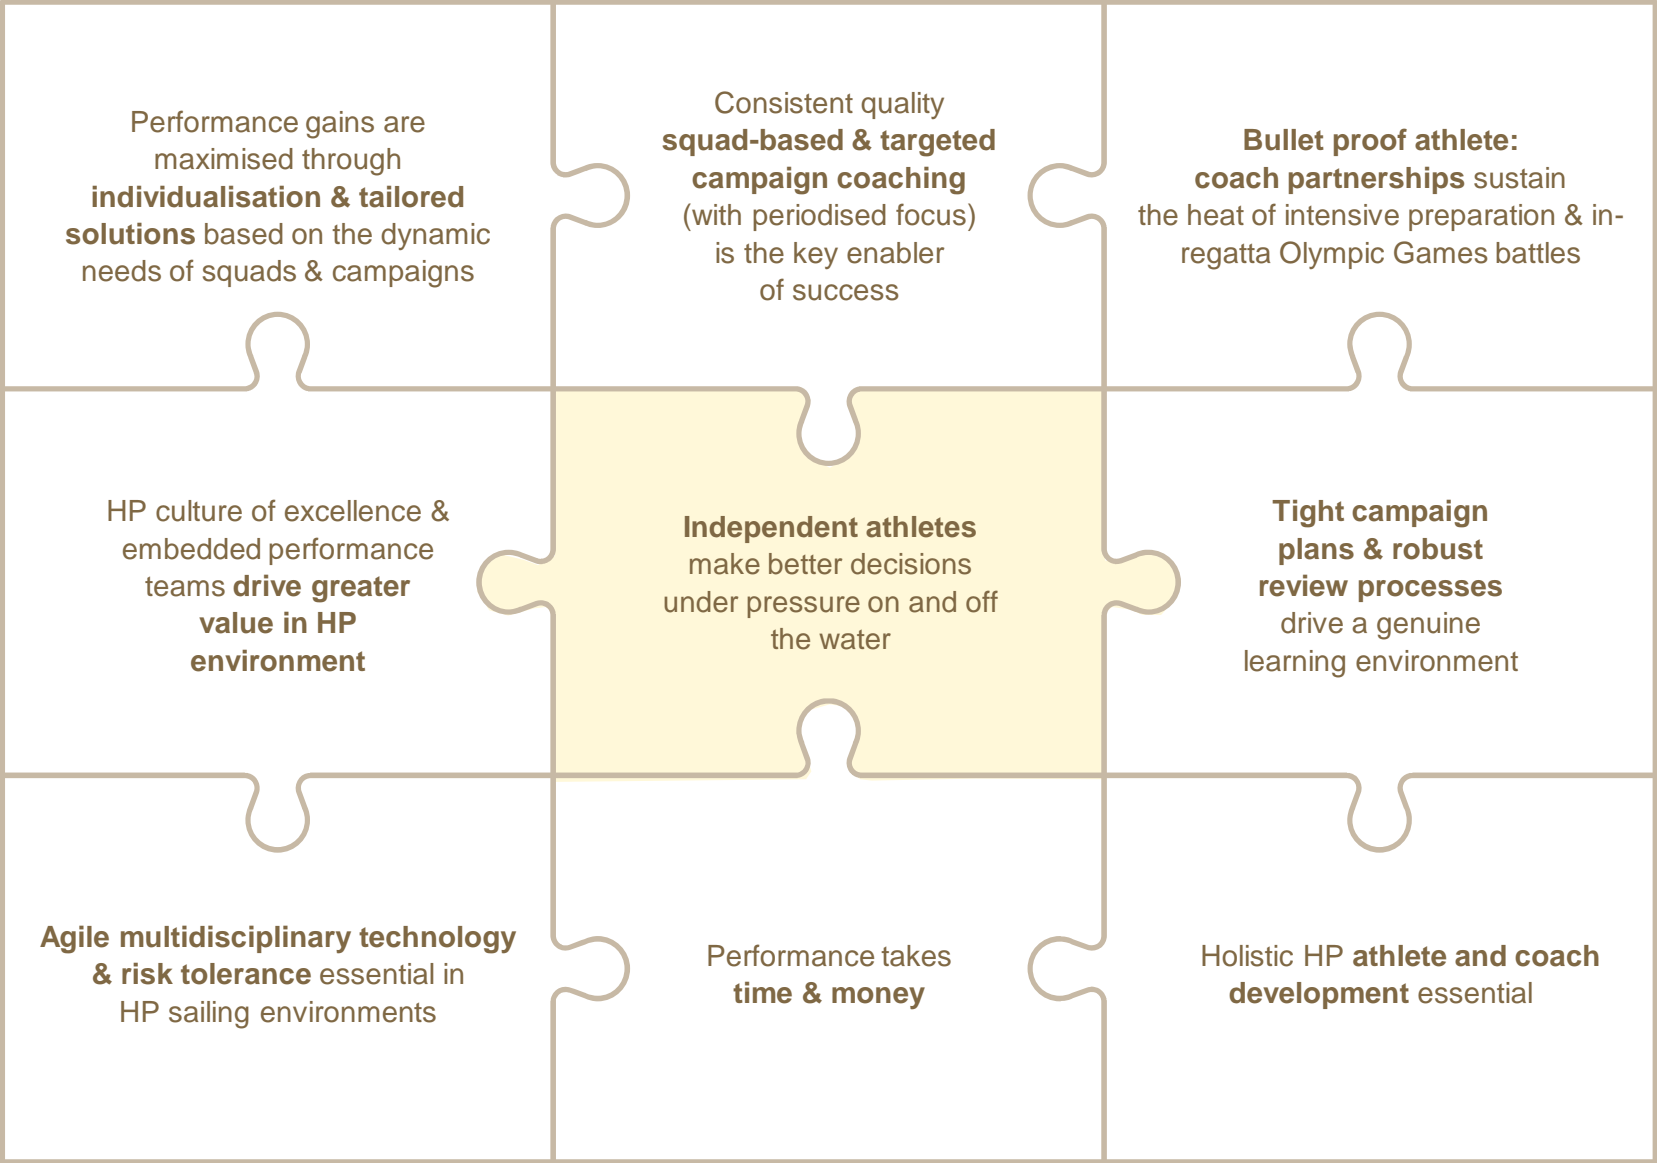 Performance gains are
maximised through
individualisation & tailored
solutions based on the dynamic
needs of squads & campaigns
Consistent quality
squad-based & targeted
campaign coaching
(with periodised focus)
is the key enabler
of success
Bullet proof athlete:
coach partnerships sustain
the heat of intensive preparation & in-
regatta Olympic Games battles
HP culture of excellence &
embedded performance
teams drive greater
value in HP
environment
Independent athletes
make better decisions
under pressure on and off
the water
Tight campaign
plans & robust
review processes
drive a genuine
learning environment
Agile multidisciplinary technology
& risk tolerance essential in
HP sailing environments
Performance takes
time & money
Holistic HP athlete and coach
development essential